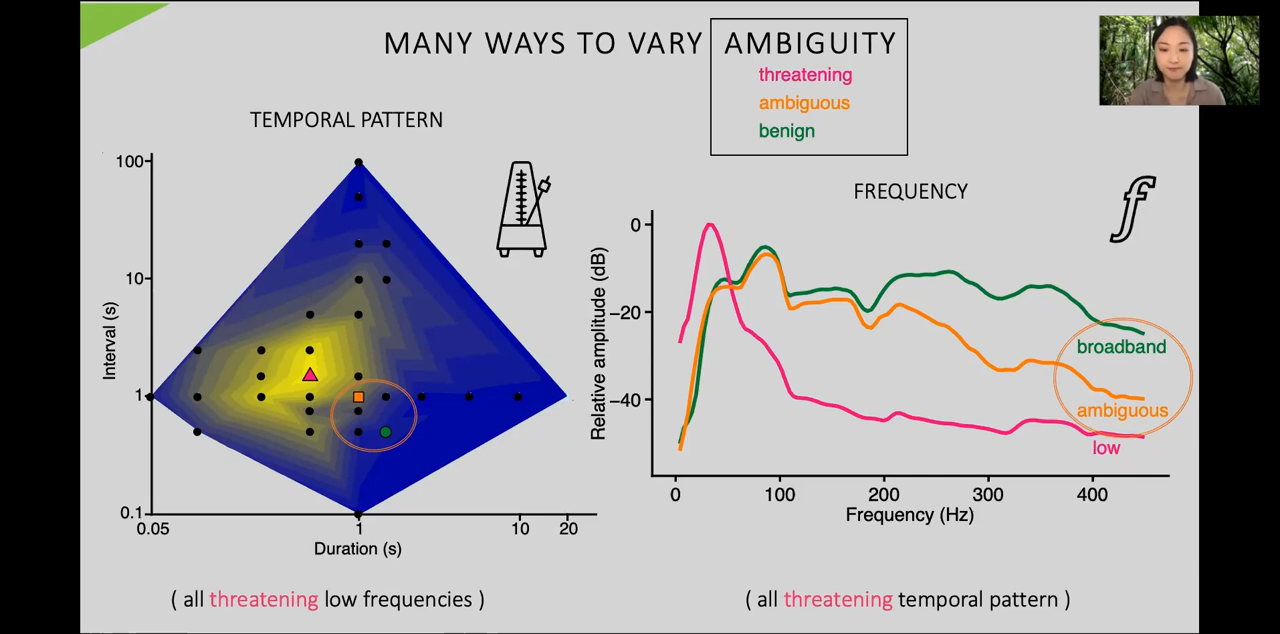 MANY WAYS TO VARY AMBIGUITY
threatening
ambiguous
benign
TEMPORAL PATTERN
100
10
1
0.1
Interval (s)
0.05
1
10
20
Duration (s)
( all threatening low frequencies )
FREQUENCY
f
0
−20
−40
Relative amplitude (dB)
broadband
ambiguous
low
0
100
200
300
400
Frequency (Hz)
( all threatening temporal pattern )